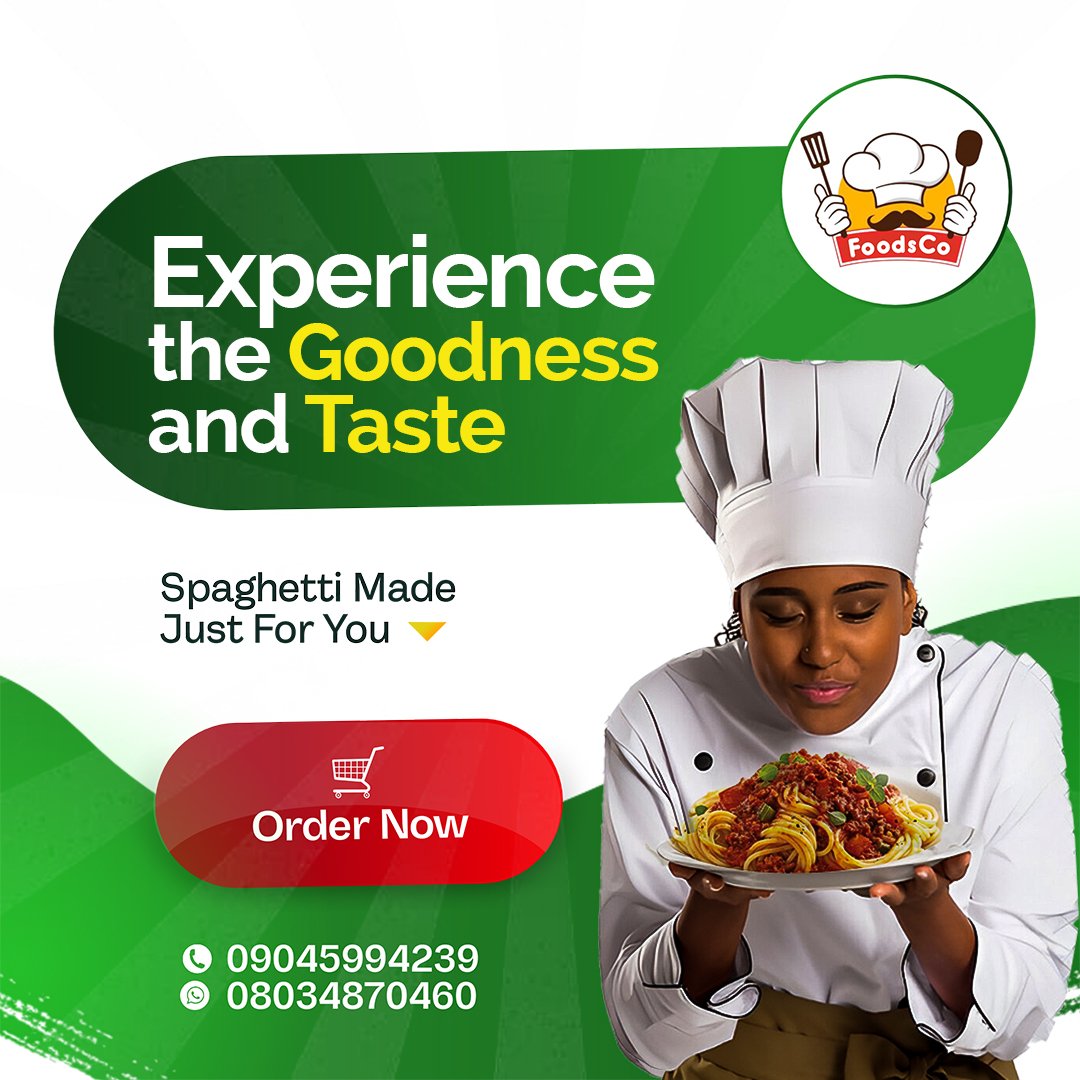 FoodsCo
Experience
the Goodness
and Taste
Spaghetti Made
Just For You
Order Now
09045994239
08034870460